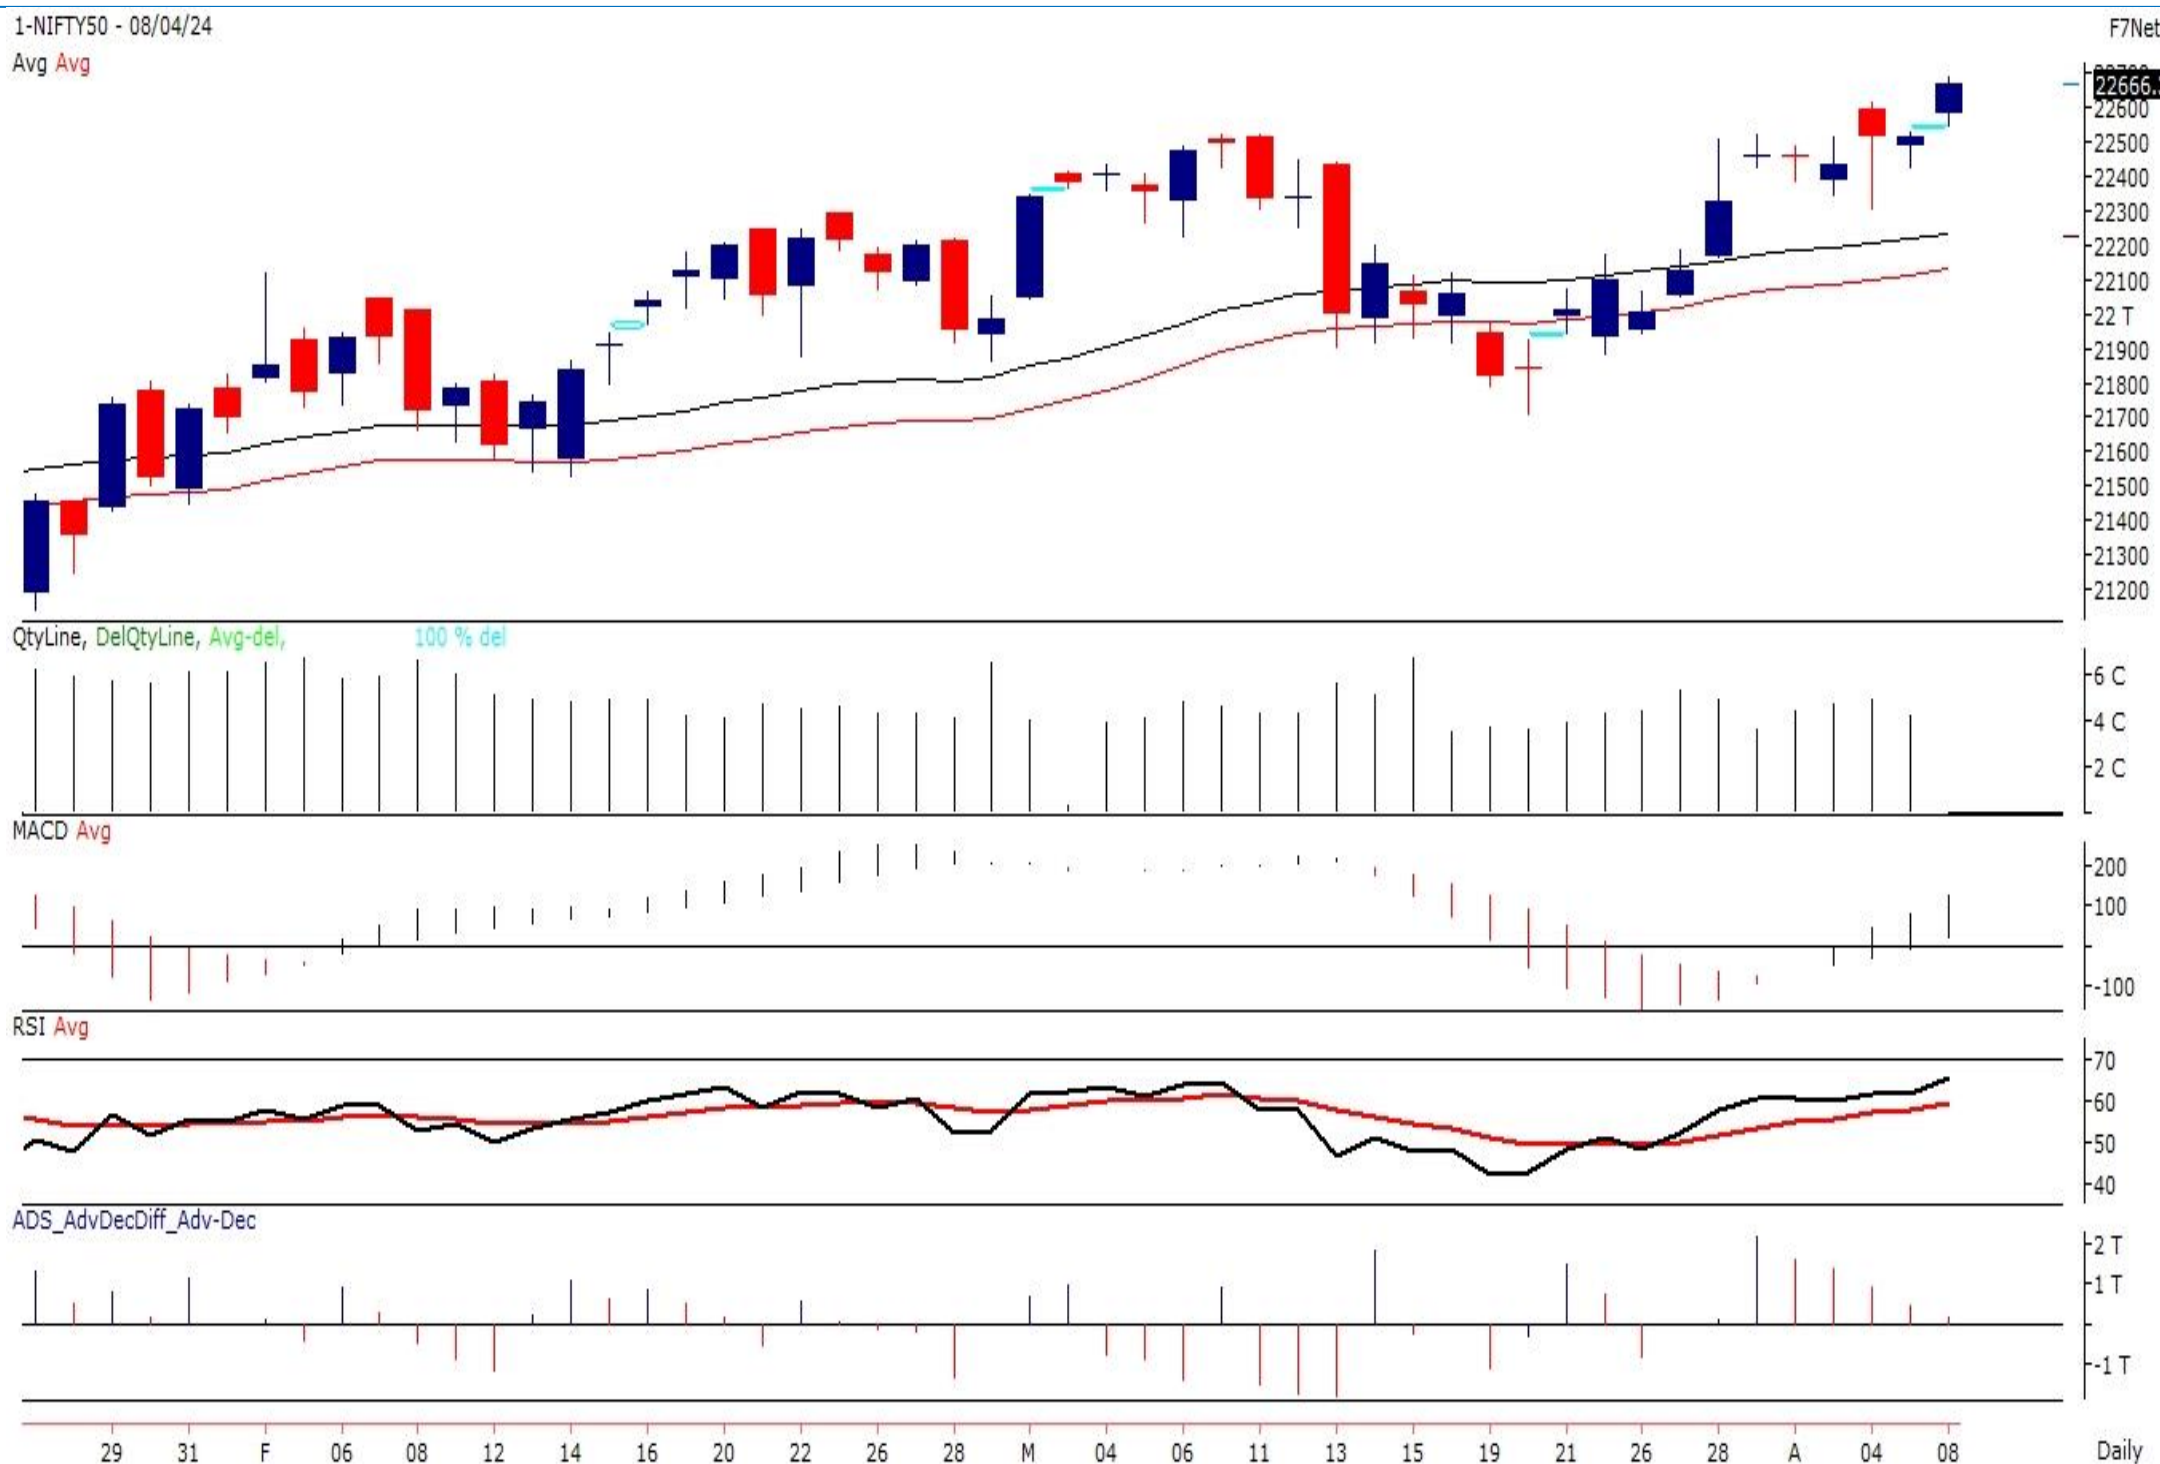 1-NIFTY50 - 08/04/24
F7Net
Avg Avg
22666.
22600
22500
22400
22300
22200
22100
22 T
21900
21800
21700
21600
21500
21400
21300
21200
QtyLine, DelQtyLine, Avg-del, 100 % del
6 C
4 C
2 C
MACD Avg
200
100
-100
RSI Avg
70
60
50
40
ADS_AdvDecDiff_Adv-Dec
2 T
1 T
-1 T
29 31 F 06 08 12 14 16 20 22 26 28 M 04 06 11 13 15 19 21 26 28 A 04 08 Daily